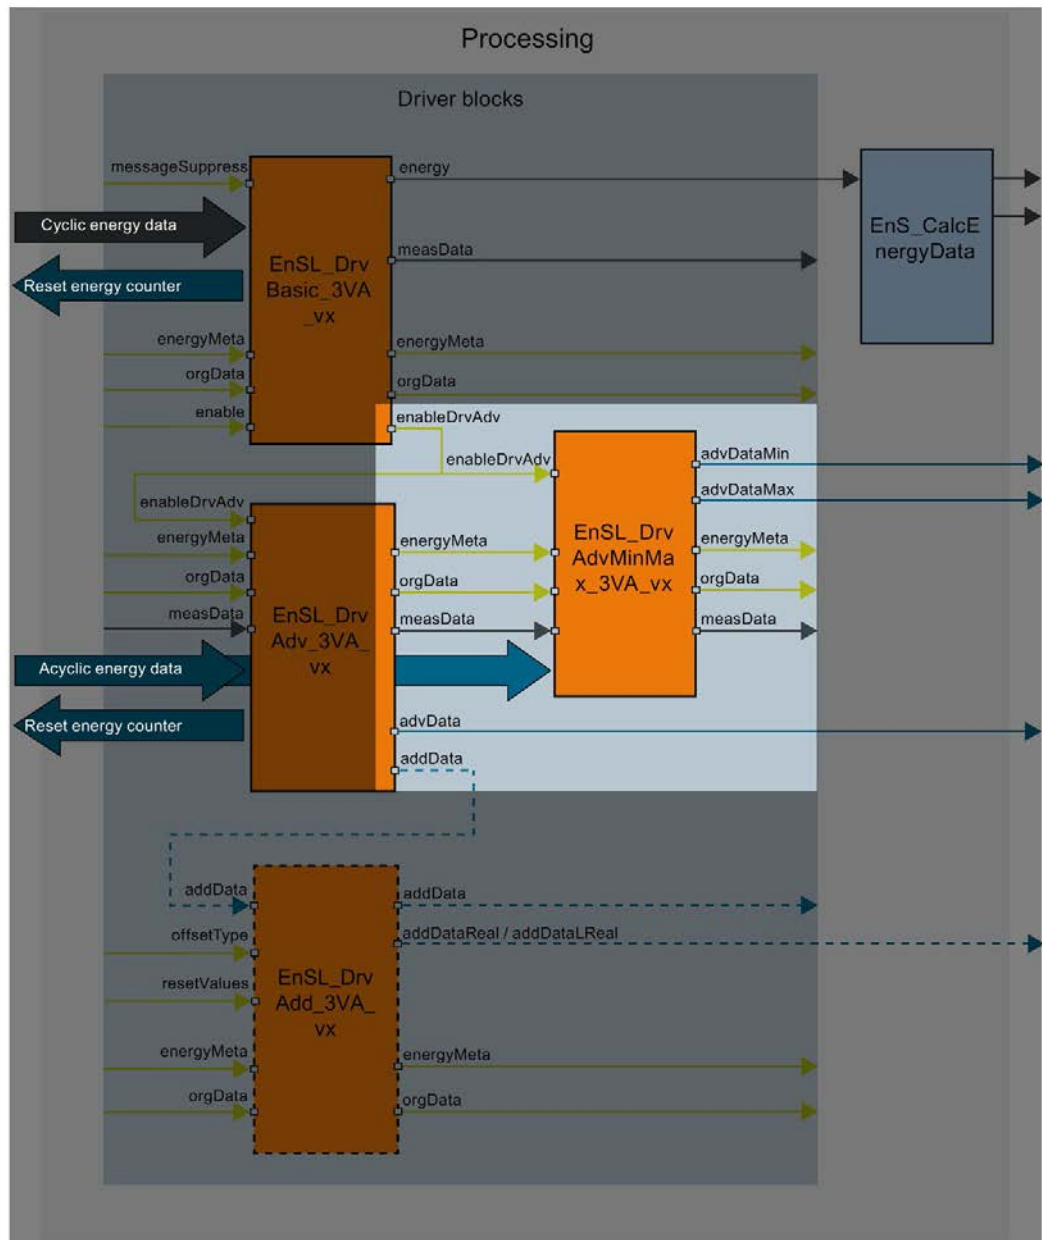 Processing
Driver blocks
messageSuppress
energy
Cyclic energy data
EnS_CalcE
nergyData
measData
EnSL_Drv
Basic_3VA
_vx
Reset energy counter
energyMeta
energyMeta
orgData
orgData
enable
enableDrvAdv
enableDrvAdv
advDataMin
advDataMax
enableDrvAdv
energyMeta
energyMeta
EnSL_Drv
AdvMinMa
x_3VA_vx
energyMeta
orgData
orgData
orgData
measData
EnSL_Drv
Adv_3VA_
vx
measData
measData
Acyclic energy data
Reset energy counter
advData
addData
addData
addData
offsetType
addDataReal / addDataLReal
EnSL_Drv
Add_3VA_
vx
resetValues
energyMeta
energyMeta
orgData
orgData